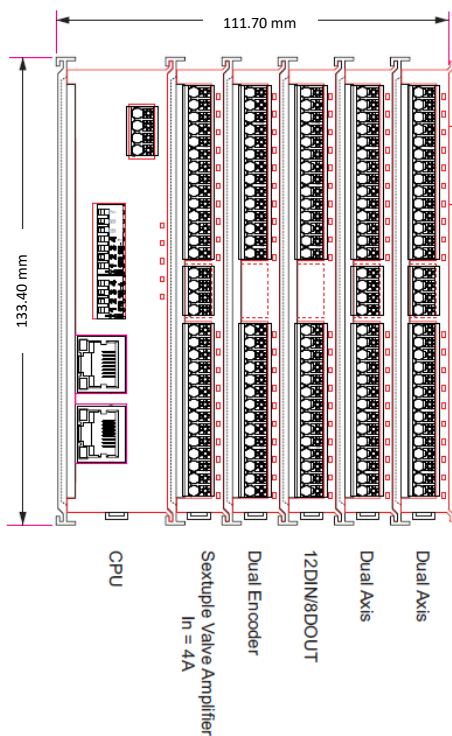 111.70 mm
133.40 mm
CPU
Sextuple Valve Amplifier
In = 4A
Dual Encoder
12DIN/8DOUT
Dual Axis
Dual Axis